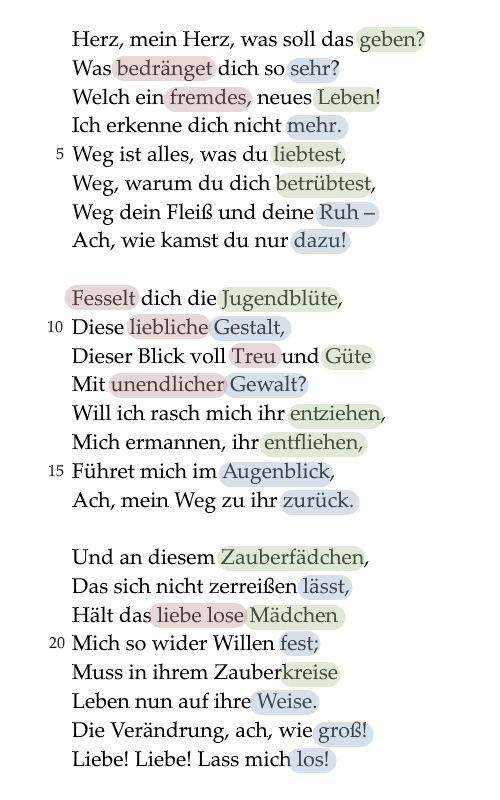 Herz, mein Herz, was soll das geben?
Was bedränget dich so sehr?
Welch ein fremdes, neues Leben!
Ich erkenne dich nicht mehr.
5 Weg ist alles, was du liebtest,
Weg, warum du dich betrübtest,
Weg dein Fleiß und deine Ruh –
Ach, wie kamst du nur dazu!
Fesselt dich die Jugendblüte,
10 Diese liebliche Gestalt,
Dieser Blick voll Treu und Güte
Mit unendlicher Gewalt?
Will ich rasch mich ihr entziehen,
Mich ermannen, ihr entfliehen,
15 Führet mich im Augenblick,
Ach, mein Weg zu ihr zurück.
Und an diesem Zauberfädchen,
Das sich nicht zerreißen lässt,
Hält das liebe lose Mädchen
20 Mich so wider Willen fest;
Muss in ihrem Zauberkreise
Leben nun auf ihre Weise.
Die Verändrung, ach, wie groß!
Liebe! Liebe! Lass mich los!